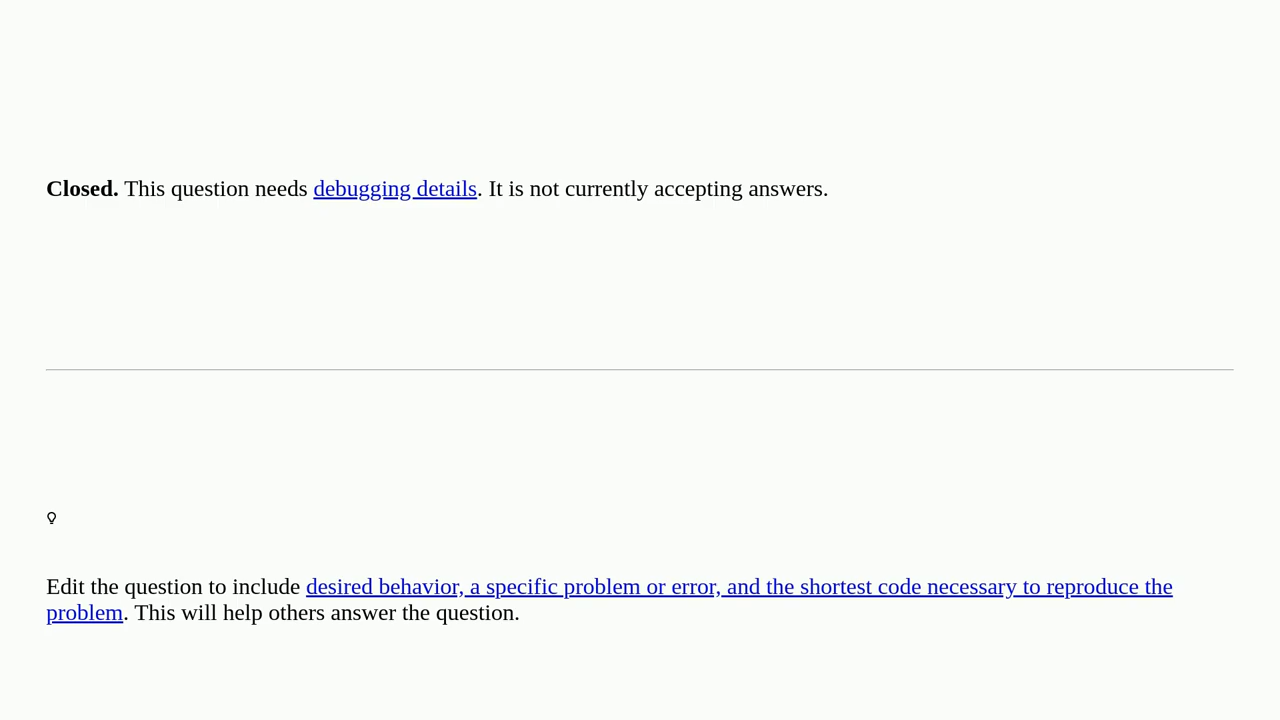 Closed. This question needs debugging details. It is not currently accepting answers.
Edit the question to include desired behavior, a specific problem or error, and the shortest code necessary to reproduce the
problem. This will help others answer the question.